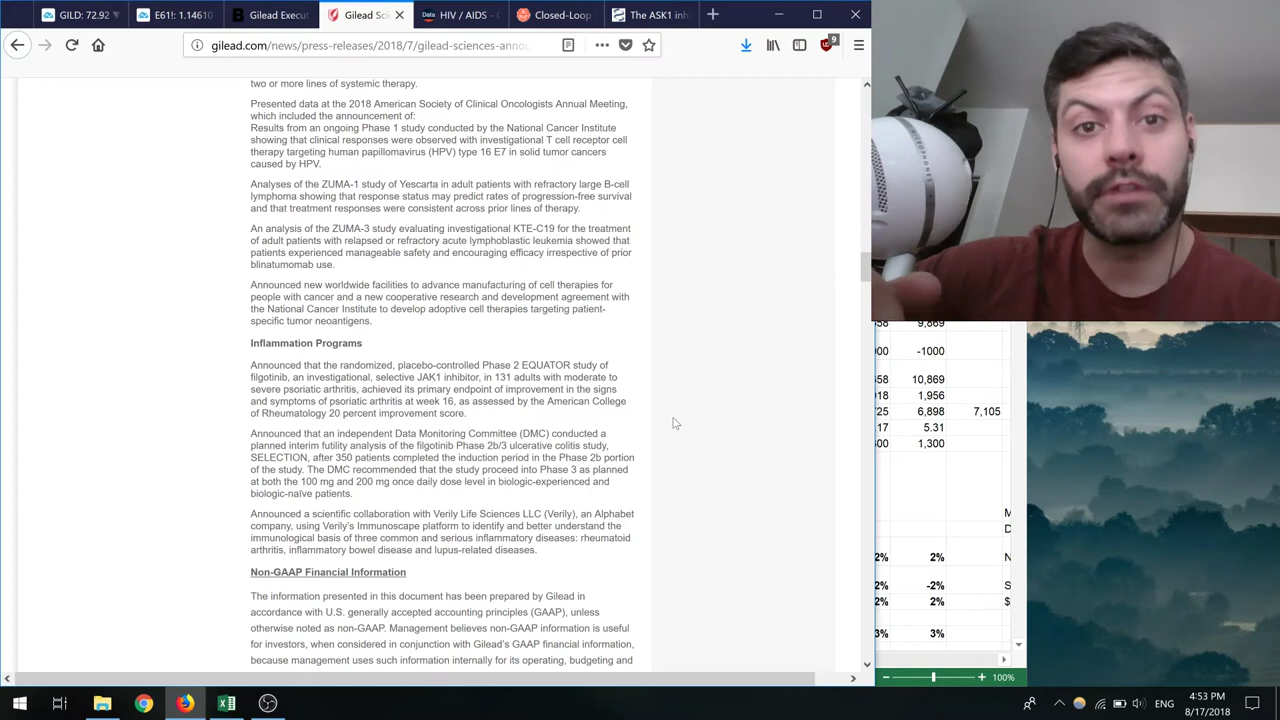 GILD: 72.92
E61!: 1.14610
Gilead Execu
Gilead Scie
HIV / AIDS -
Closed-Loop
The ASK1 inh
gilead.com/news/press-releases/2018/7/gilead-sciences-annou
9
two or more lines of systemic therapy.
Presented data at the 2018 American Society of Clinical Oncologists Annual Meeting,
which included the announcement of:
Results from an ongoing Phase 1 study conducted by the National Cancer Institute
showing that clinical responses were observed with investigational T cell receptor cell
therapy targeting human papillomavirus (HPV) type 16 E7 in solid tumor cancers
caused by HPV.
Analyses of the ZUMA-1 study of Yescarta in adult patients with refractory large B-cell
lymphoma showing that response status may predict rates of progression-free survival
and that treatment responses were consistent across prior lines of therapy.
An analysis of the ZUMA-3 study evaluating investigational KTE-C19 for the treatment
of adult patients with relapsed or refractory acute lymphoblastic leukemia showed that
patients experienced manageable safety and encouraging efficacy irrespective of prior
blinatumomab use.
Announced new worldwide facilities to advance manufacturing of cell therapies for
people with cancer and a new cooperative research and development agreement with
the National Cancer Institute to develop adoptive cell therapies targeting patient-
specific tumor neoantigens.
Inflammation Programs
Announced that the randomized, placebo-controlled Phase 2 EQUATOR study of
filgotinib, an investigational, selective JAK1 inhibitor, in 131 adults with moderate to
severe psoriatic arthritis, achieved its primary endpoint of improvement in the signs
and symptoms of psoriatic arthritis at week 16, as assessed by the American College
of Rheumatology 20 percent improvement score.
Announced that an independent Data Monitoring Committee (DMC) conducted a
planned interim futility analysis of the filgotinib Phase 2b/3 ulcerative colitis study,
SELECTION, after 350 patients completed the induction period in the Phase 2b portion
of the study. The DMC recommended that the study proceed into Phase 3 as planned
at both the 100 mg and 200 mg once daily dose level in biologic-experienced and
biologic-naïve patients.
Announced a scientific collaboration with Verily Life Sciences LLC (Verily), an Alphabet
company, using Verily's Immunoscape platform to identify and better understand the
immunological basis of three common and serious inflammatory diseases: rheumatoid
arthritis, inflammatory bowel disease and lupus-related diseases.
Non-GAAP Financial Information
The information presented in this document has been prepared by Gilead in
accordance with U.S. generally accepted accounting principles (GAAP), unless
otherwise noted as non-GAAP. Management believes non-GAAP information is useful
for investors, when considered in conjunction with Gilead's GAAP financial information,
because management uses such information internally for its operating, budgeting and
MICROPHONES
9,869
000 -1000
10,869
1,956
6,898 7,105
5.31
1,300
2% 2%
2% -2%
2% 2%
3% 3%
100%
ENG
4:53 PM
8/17/2018